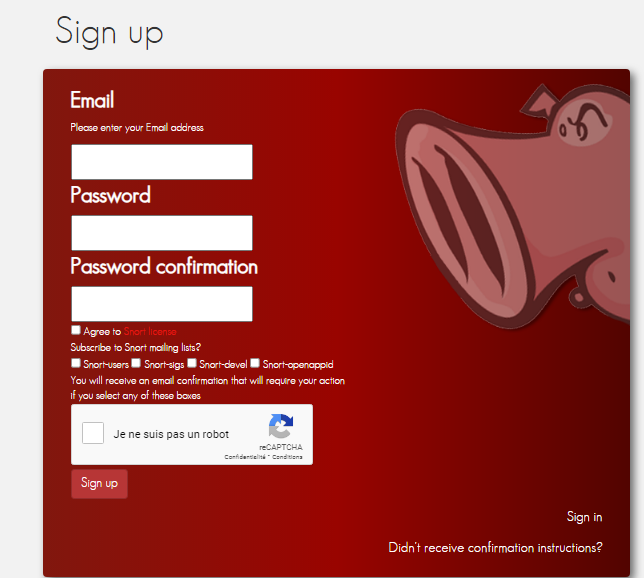 Sign up
Email
Please enter your Email address
Password
Password confirmation
Agree to Snort license
Subscribe to Snort mailing lists?
Snort-users Snort-sigs Snort-devel Snort-openappid
You will receive an email confirmation that will require your action
if you select any of these boxes
Je ne suis pas un robot
reCAPTCHA
Confidentialité - Conditions
Sign up
Sign in
Didn't receive confirmation instructions?